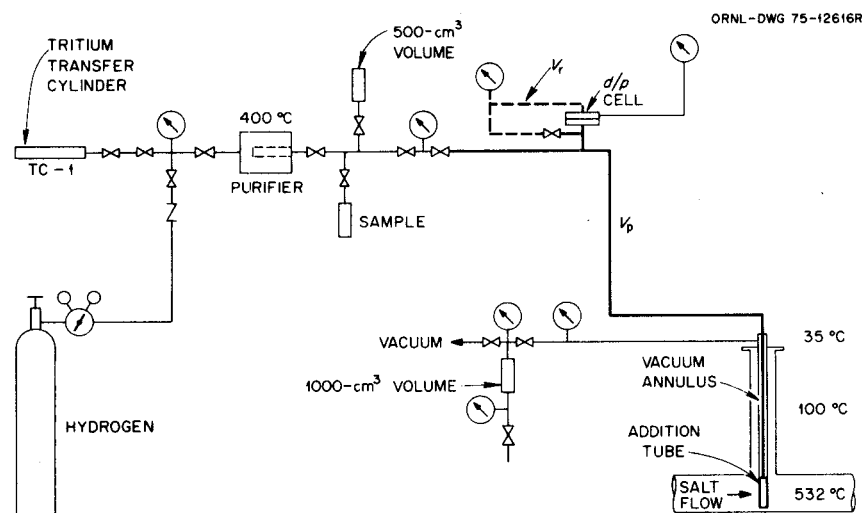 ORNL-DWG 75-12616R
TRITIUM
TRANSFER
CYLINDER
500-cm³
VOLUME
Vr
d/p
CELL
400 °C
TC-1
PURIFIER
SAMPLE
Vp
VACUUM
35 °C
1000-cm³ VOLUME
VACUUM
ANNULUS
100 °C
HYDROGEN
ADDITION
TUBE
SALT
FLOW
532 °C